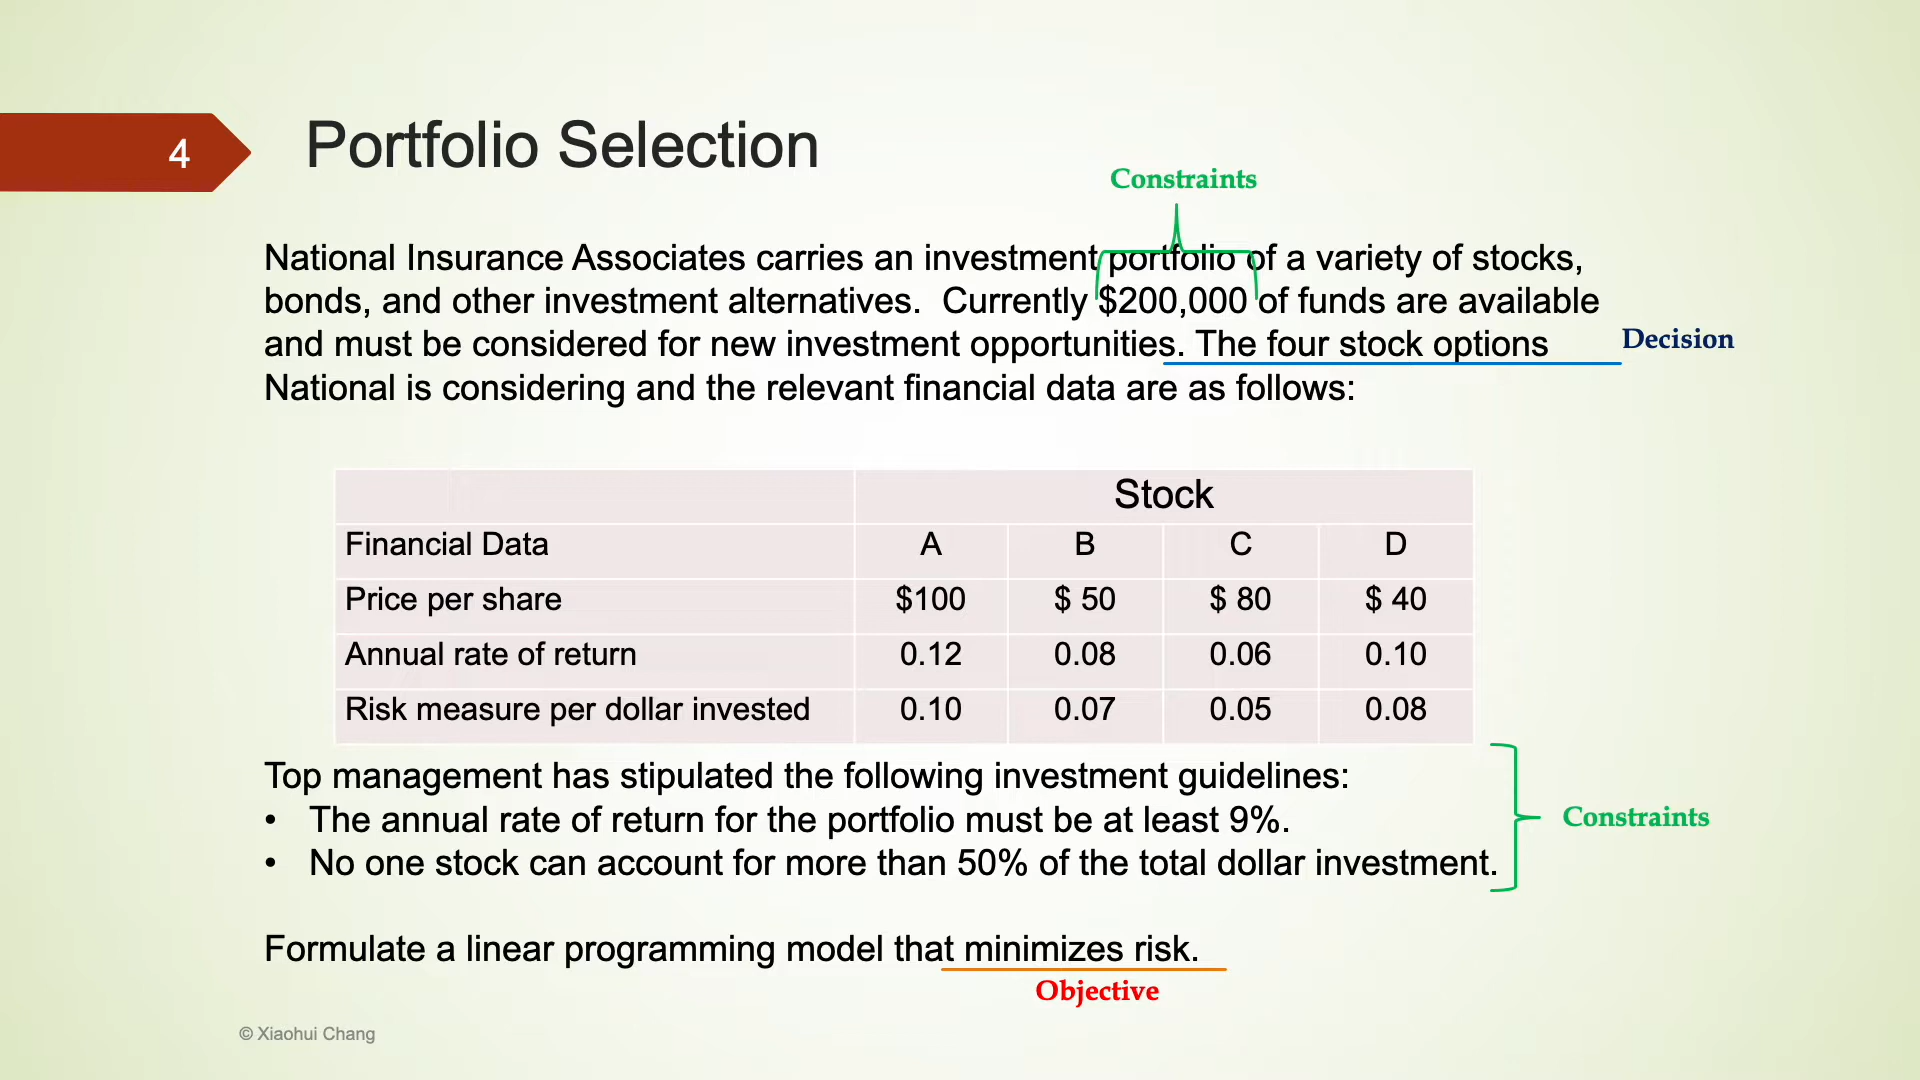 4
Portfolio Selection
Constraints
National Insurance Associates carries an investment portfolio of a variety of stocks,
bonds, and other investment alternatives.  Currently $200,000 of funds are available
and must be considered for new investment opportunities. The four stock options
Decision
National is considering and the relevant financial data are as follows:
Stock
Financial Data A B C D
Price per share $100 $ 50 $ 80 $ 40
Annual rate of return 0.12 0.08 0.06 0.10
Risk measure per dollar invested 0.10 0.07 0.05 0.08
Top management has stipulated the following investment guidelines:
• The annual rate of return for the portfolio must be at least 9%.
Constraints
• No one stock can account for more than 50% of the total dollar investment.
Formulate a linear programming model that minimizes risk.
Objective
© Xiaohui Chang